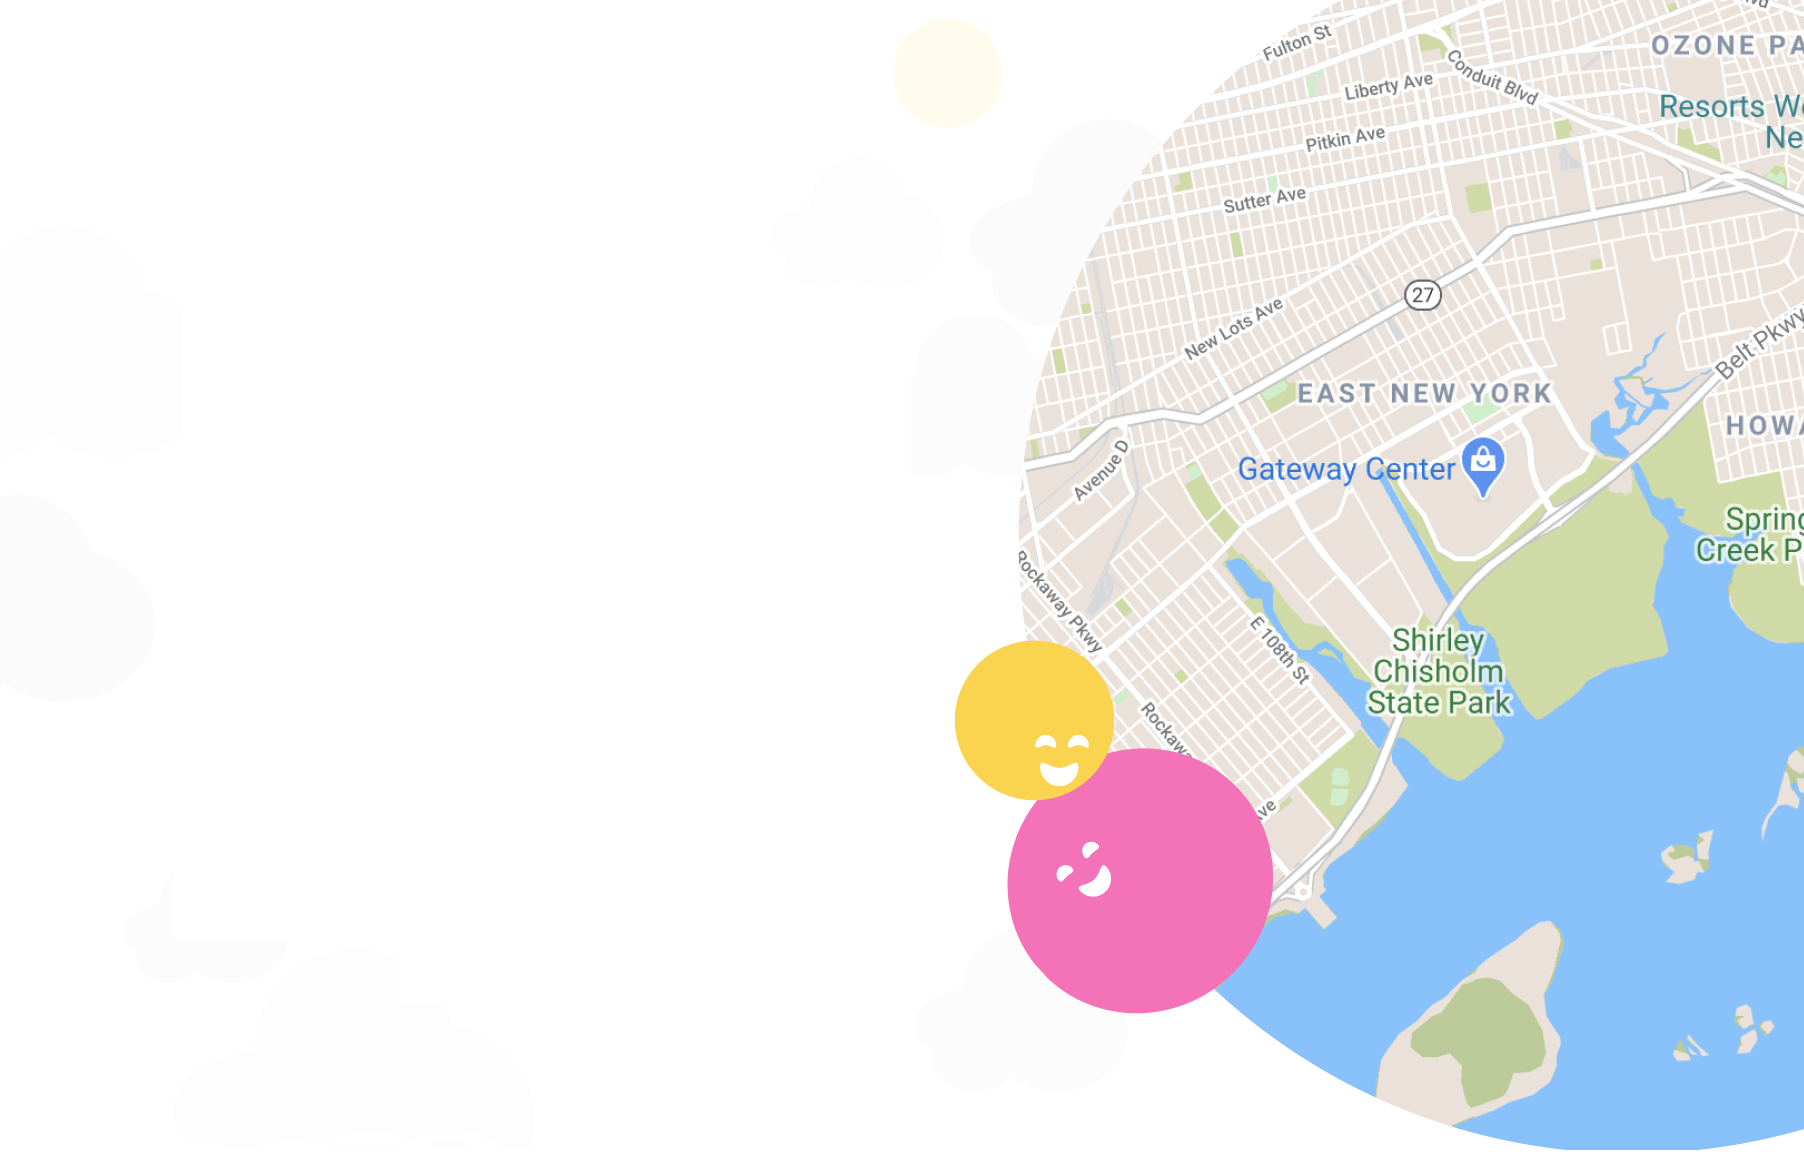 Fulton St
OZONE PA
Conduit Blvd
Liberty Ave
Resorts Wo
Ne
Pitkin Ave
Sutter Ave
27
New Lots Ave
Belt Pkwy
EAST NEW YORK
HOWA
Avenue D
Gateway Center
Spring
Creek P
Rockaway Pkwy
E 108th St
Shirley
Chisholm
State Park
Rockawa
ve